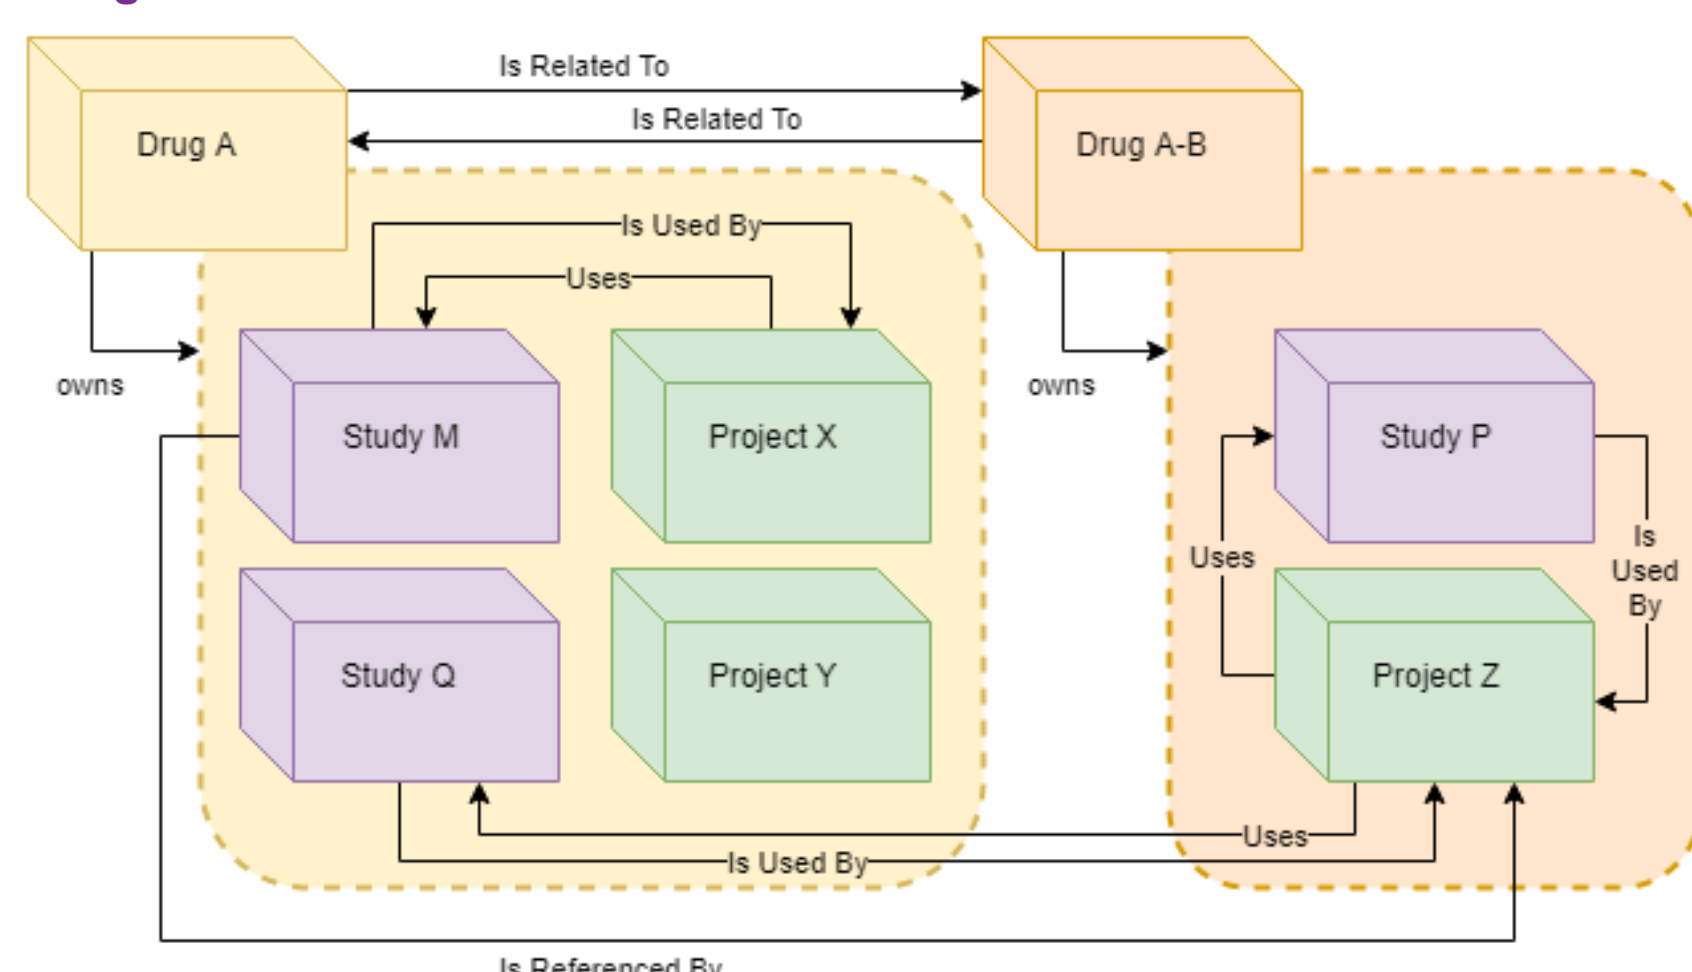 Is Related To
Is Related To
Drug A
Drug A-B
Is Used By
Uses
owns
owns
Study M
Project X
Study P
Uses
Is
Used
By
Study Q
Project Y
Project Z
Uses
Is Used By
Is Referenced By